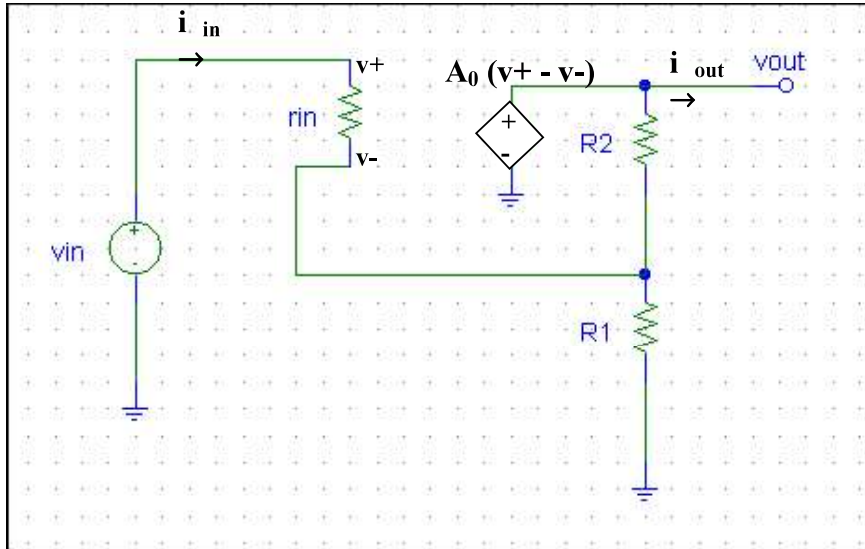 i in
v+
A₀ (v+ - v-)
i out
vout
+
-
rin
R2
v-
+
-
vin
R1